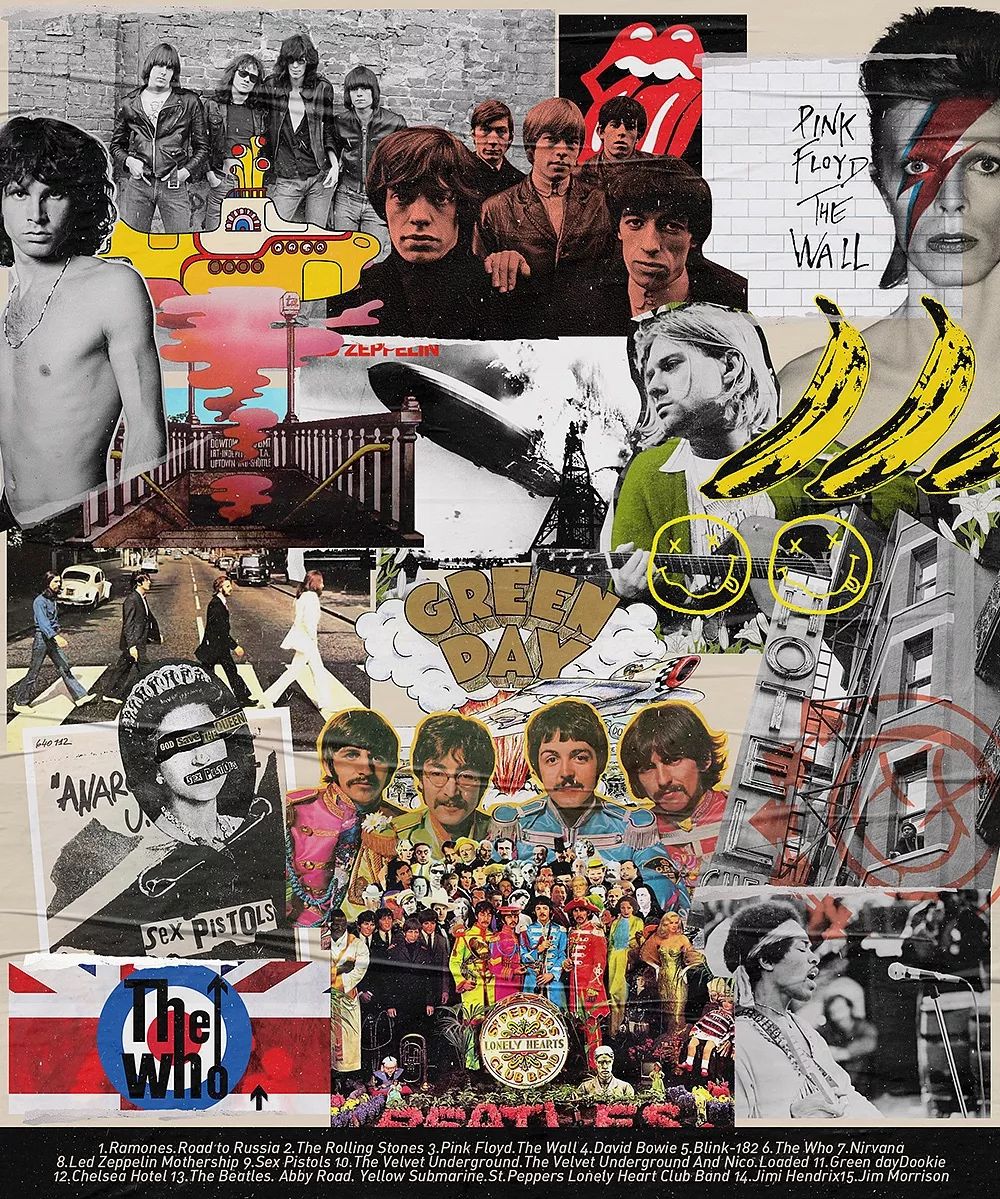 PINK
FLOYD
THE
WALL
ZEPPELIN
DOWTO
UPTOWN
GREEN
DAY
640112
"ANAR
U.
GOD Save THE QUEEN
SEX PISTOLS
Sex PISTOLS
HOTEL
The
who
SGT. PEPPERS
LONELY HEARTS
CLUB BAND
BEATLES
1.Ramones.Road to Russia 2.The Rolling Stones 3.Pink Floyd.The Wall 4.David Bowie 5.Blink-182 6.The Who 7.Nirvana
8.Led Zeppelin Mothership 9.Sex Pistols 10.The Velvet Underground.The Velvet Underground And Nico.Loaded 11.Green dayDookie
12.Chelsea Hotel 13.The Beatles. Abby Road. Yellow Submarine.St.Peppers Lonely Heart Club Band 14.Jimi Hendrix15.Jim Morrison